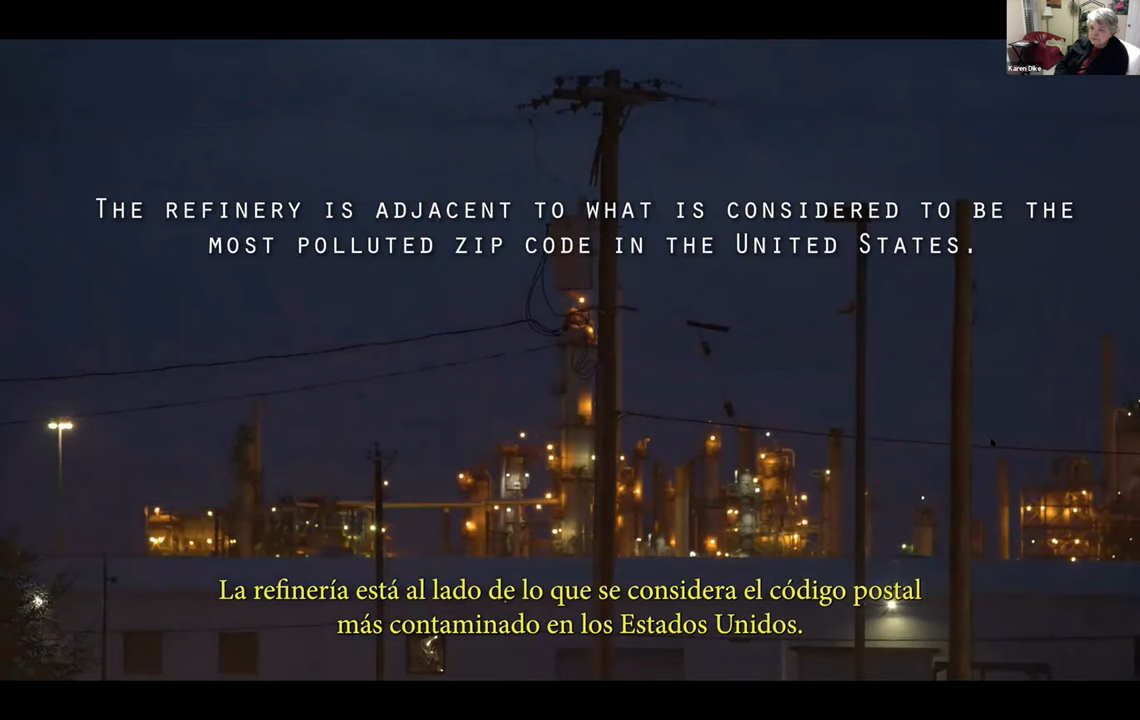 Karen Dike
THE REFINERY IS ADJACENT TO WHAT IS CONSIDERED TO BE THE
MOST POLLUTED ZIP CODE IN THE UNITED STATES.
La refinería está al lado de lo que se considera el código postal
más contaminado en los Estados Unidos.